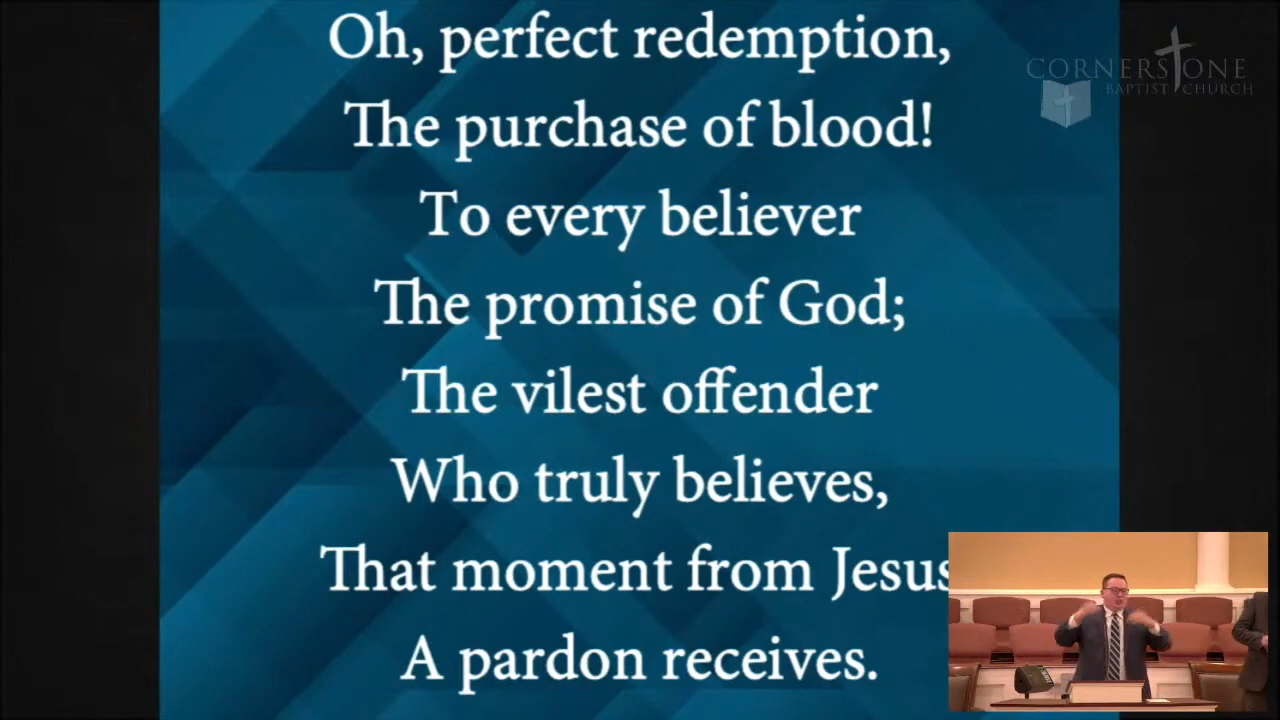 Oh, perfect redemption,
The purchase of blood!
To every believer
The promise of God;
The vilest offender
Who truly believes,
That moment from Jesus
A pardon receives.
CORNERSTONE
BAPTIST CHURCH